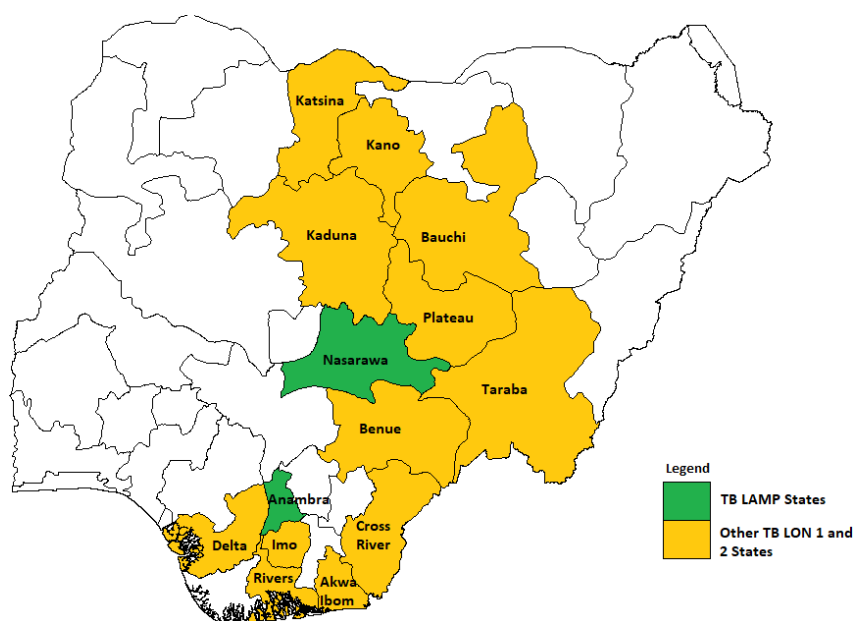 Katsina
Kano
Kaduna
Bauchi
Plateau
Nasarawa
Taraba
Benue
Legend
TB LAMP States
Other TB LON 1 and
2 States
Anambra
Cross
River
Delta
Imo
Rivers
Akwa
Ibom